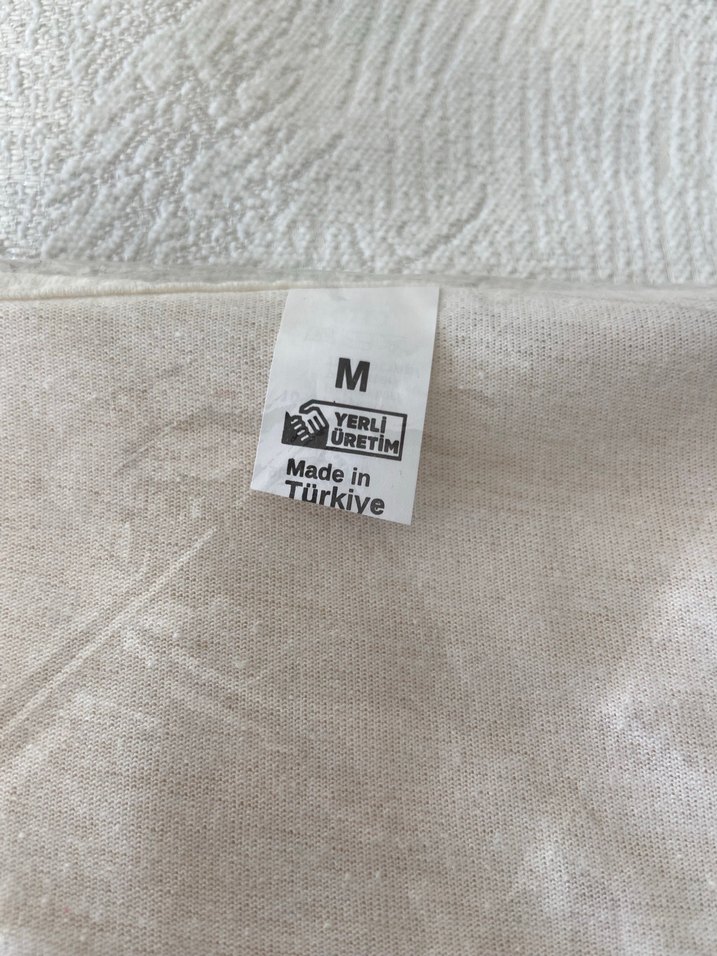 M
YERLİ
ÜRETİM
Made in
Türkiye